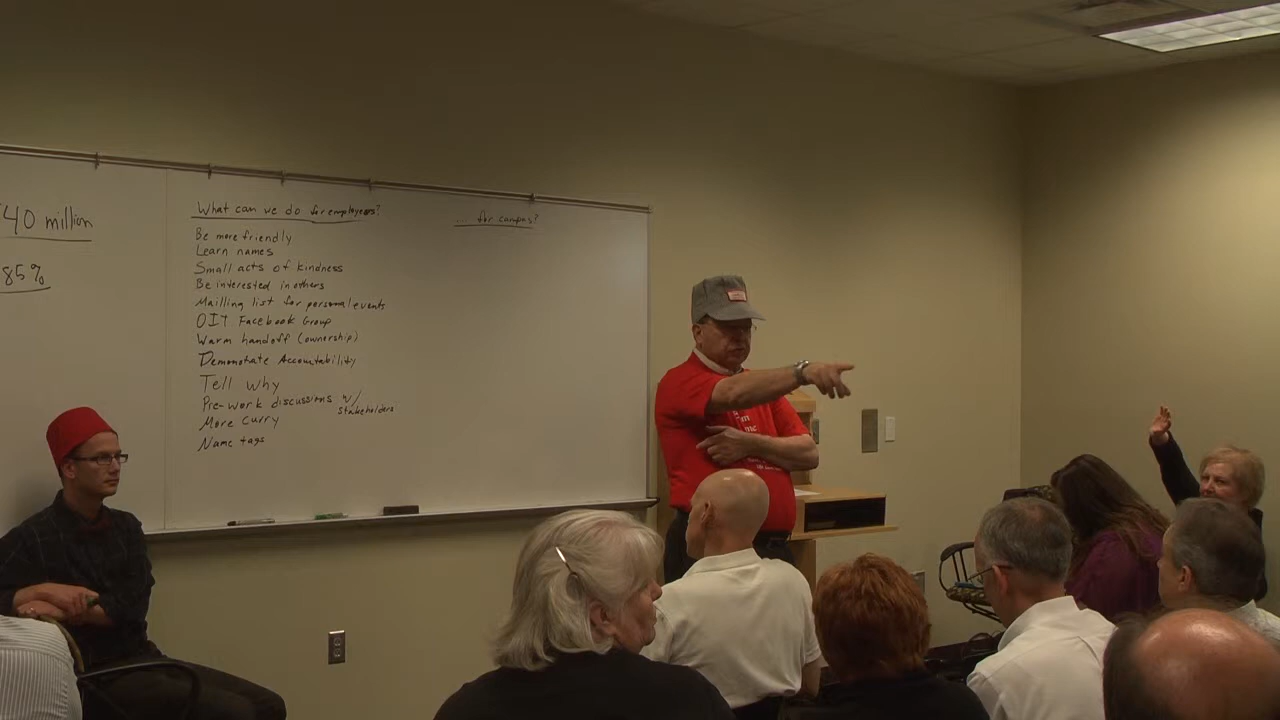 40 million
85%
What can we do for employees?
Be more friendly
Learn names
Small acts of kindness
Be interested in others
Mailling list for personal events
OIT Facebook Group
Warm handoff (ownership)
Demonstate Accountability
Tell Why
Pre-work discussions w/
stakeholders
More Curry
Name tags
... for campus?